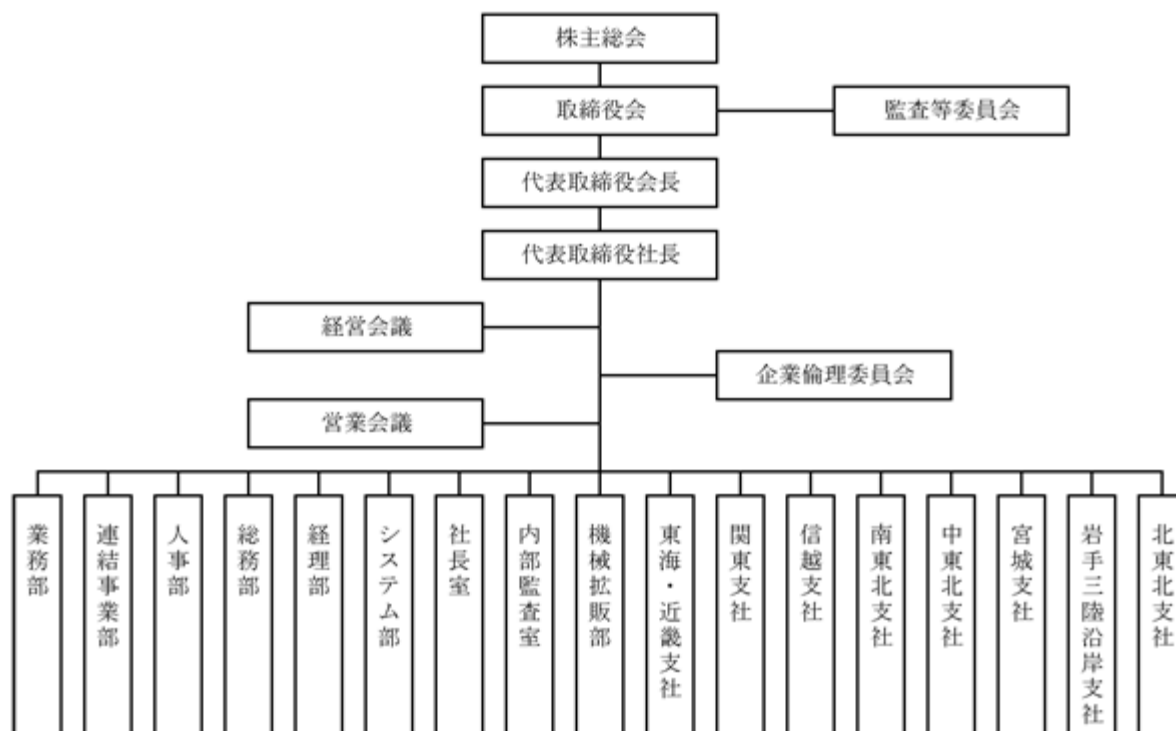 株主総会
取締役会
監査等委員会
代表取締役会長
代表取締役社長
経営会議
企業倫理委員会
営業会議
業務部
連結事業部
人事部
総務部
経理部
システム部
社長室
内部監査室
機械拡販部
東海・近畿支社
関東支社
信越支社
南東北支社
中東北支社
宮城支社
岩手三陸沿岸支社
北東北支社